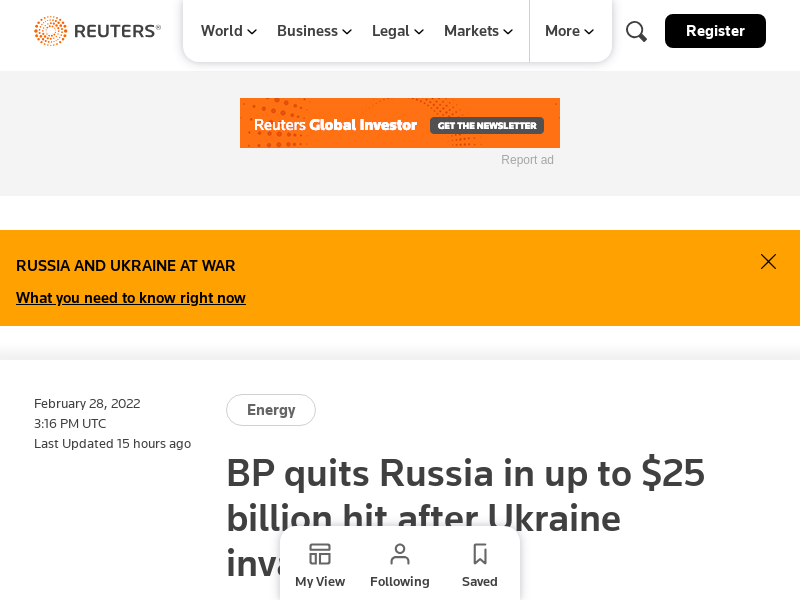 REUTERS®
World
Business
Legal
Markets
More
Register
Reuters Global Investor
GET THE NEWSLETTER
Report ad
RUSSIA AND UKRAINE AT WAR
What you need to know right now
February 28, 2022
3:16 PM UTC
Last Updated 15 hours ago
Energy
BP quits Russia in up to $25
billion hit after Ukraine
My View
Following
Saved